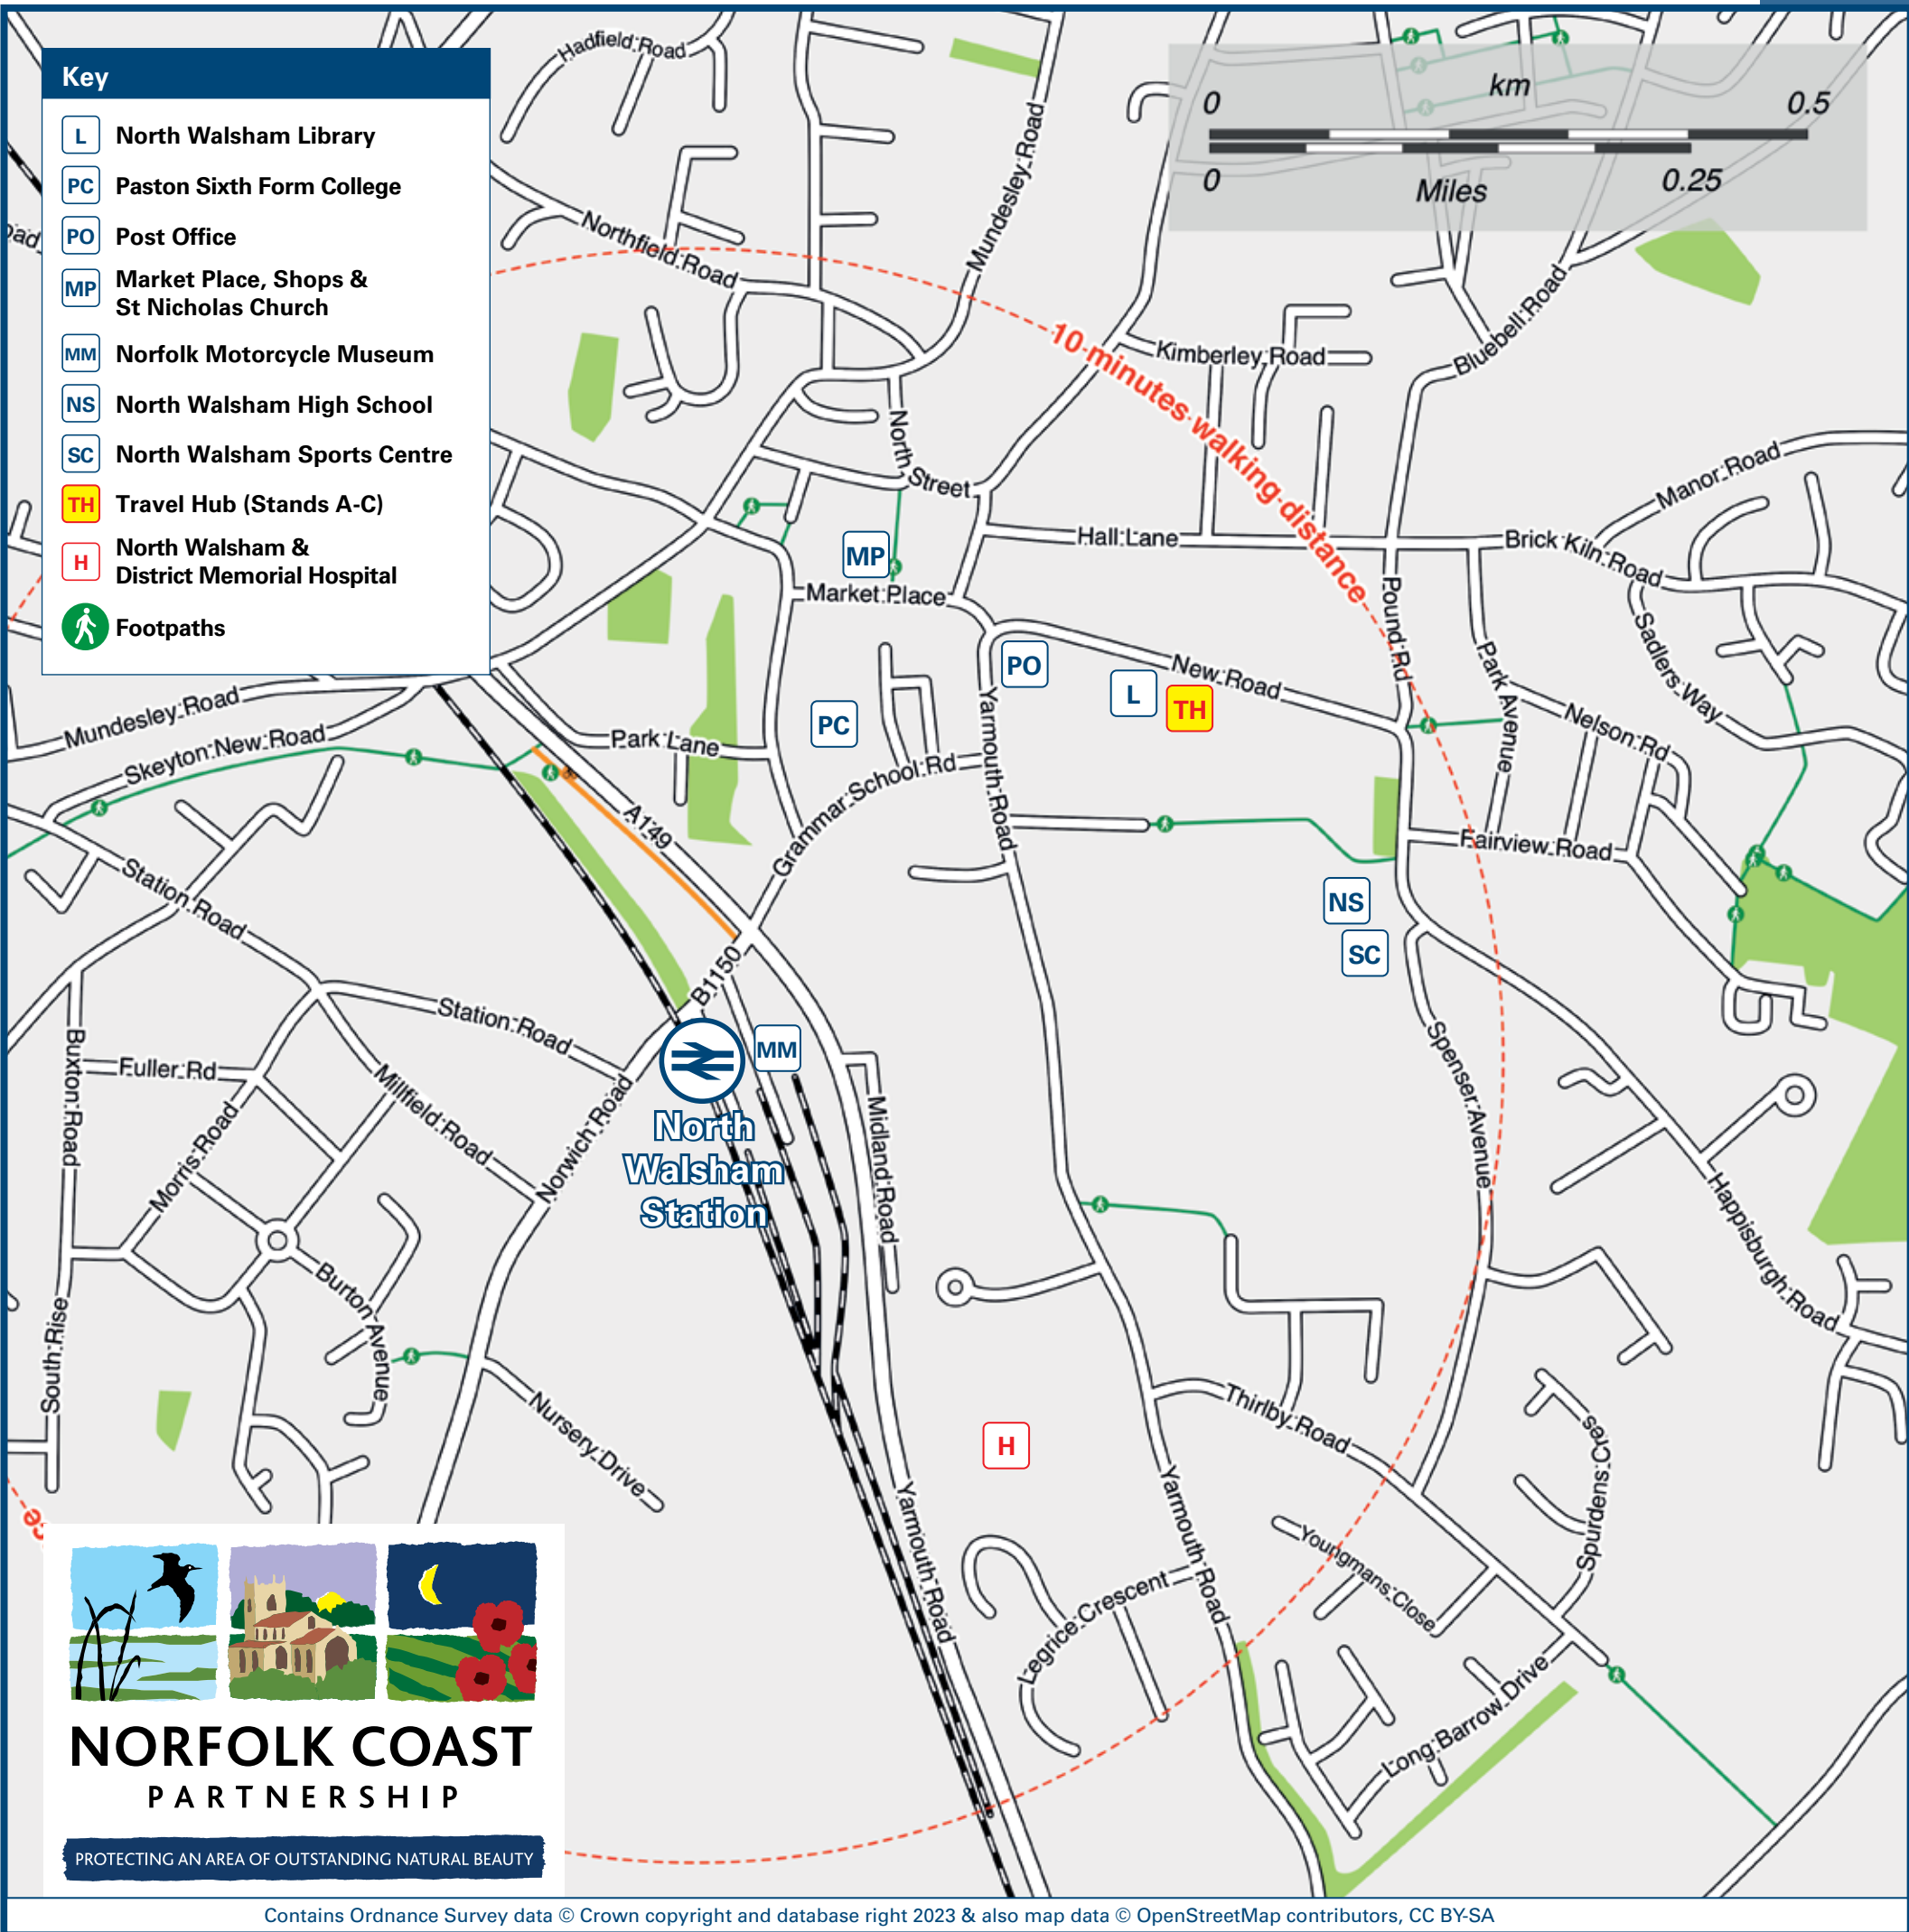 Key
L North Walsham Library
PC Paston Sixth Form College
PO Post Office
MP Market Place, Shops &
St Nicholas Church
MM Norfolk Motorcycle Museum
NS North Walsham High School
SC North Walsham Sports Centre
TH Travel Hub (Stands A-C)
H North Walsham &
District Memorial Hospital
Footpaths
km
0 0.5
0 0.25
Miles
Hadfield Road
Mundesley Road
Northfield Road
10 minutes walking distance
Kimberley Road
Bluebell Road
North Street
Manor Road
Hall Lane
Brick Kiln Road
MP
Market Place
Pound Rd
Sadlers Way
Park Avenue
PO
New Road
L
TH
Nelson Rd
PC
Yarmouth Road
Mundesley Road
Skeyton New Road
Park Lane
Grammar School Rd
A149
Fairview Road
Station Road
NS
SC
B1150
Station Road
MM
North
Walsham
Station
Buxton Road
Fuller Rd
Millfield Road
Morris Road
Norwich Road
Midland Road
Spenser Avenue
Happisburgh Road
Burton Avenue
South Rise
Nursery Drive
Thirlby Road
H
Yarmouth Road
Yarmouth Road
Spurdens Cres
Youngmans Close
Legrice Crescent
Long Barrow Drive
NORFOLK COAST
PARTNERSHIP
PROTECTING AN AREA OF OUTSTANDING NATURAL BEAUTY
Contains Ordnance Survey data © Crown copyright and database right 2023 & also map data © OpenStreetMap contributors, CC BY-SA